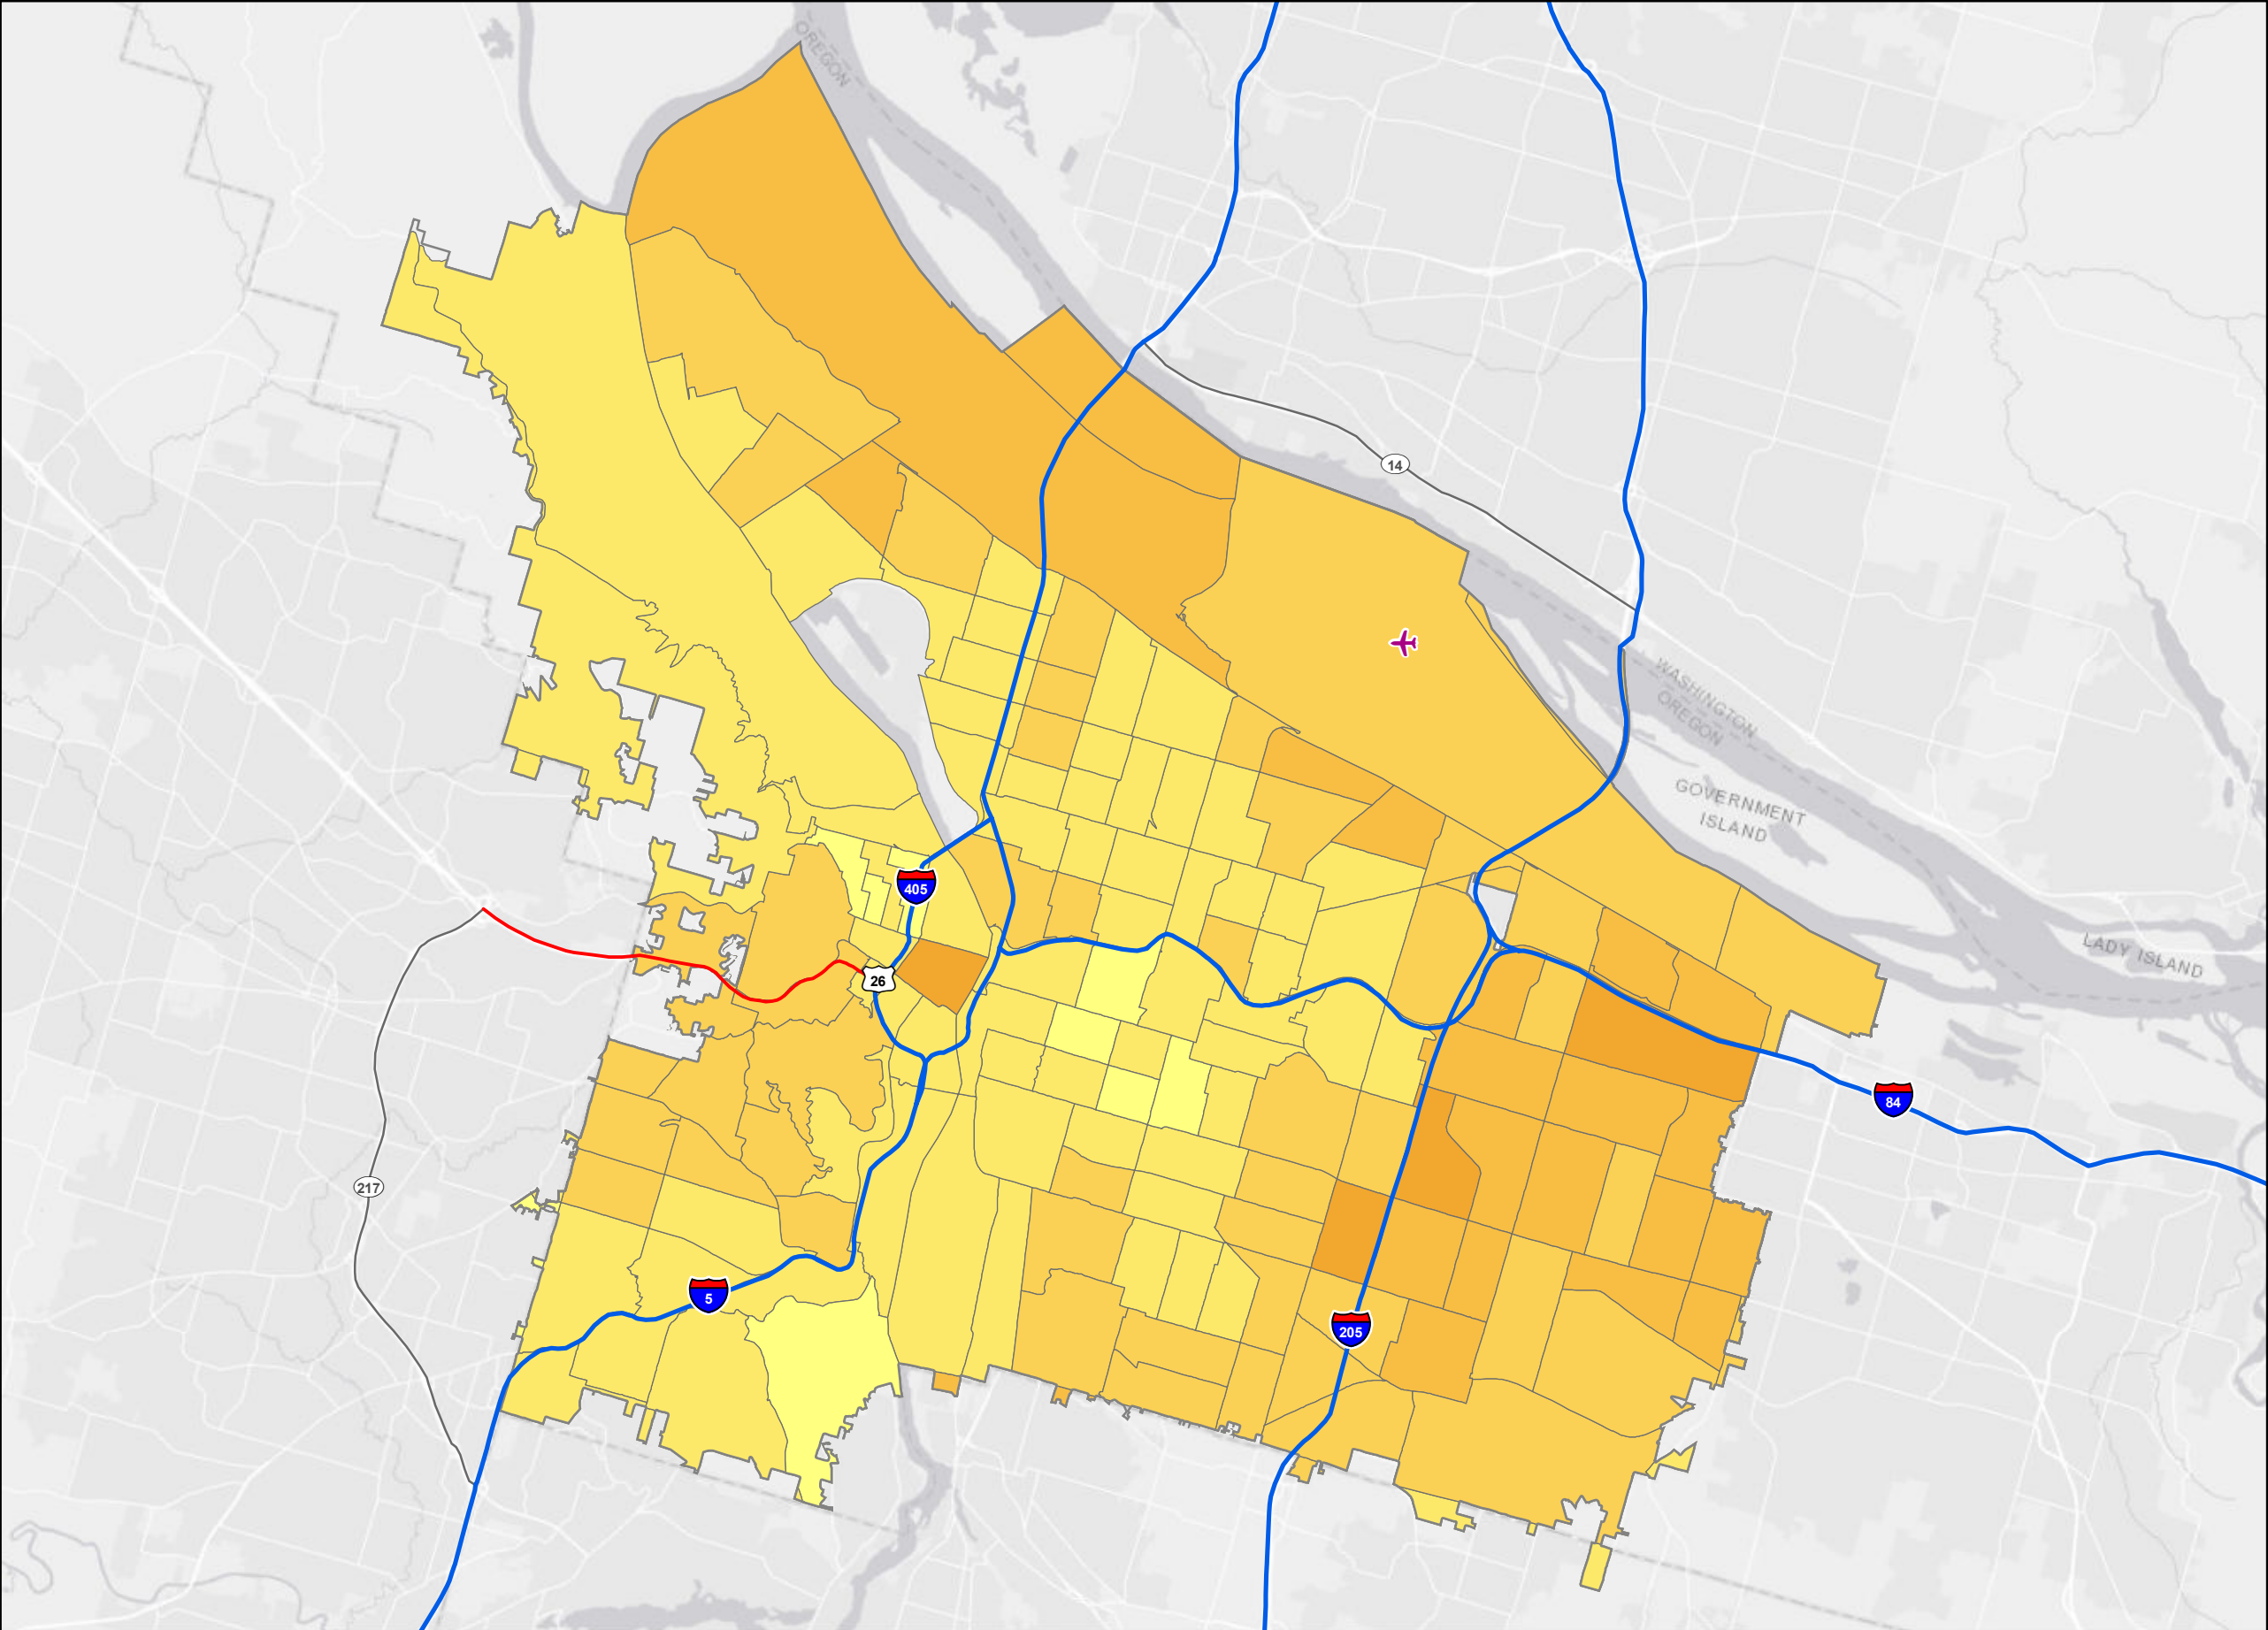 OREGON
14
WASHINGTON
OREGON
GOVERNMENT
ISLAND
405
LADY ISLAND
26
84
217
5
205